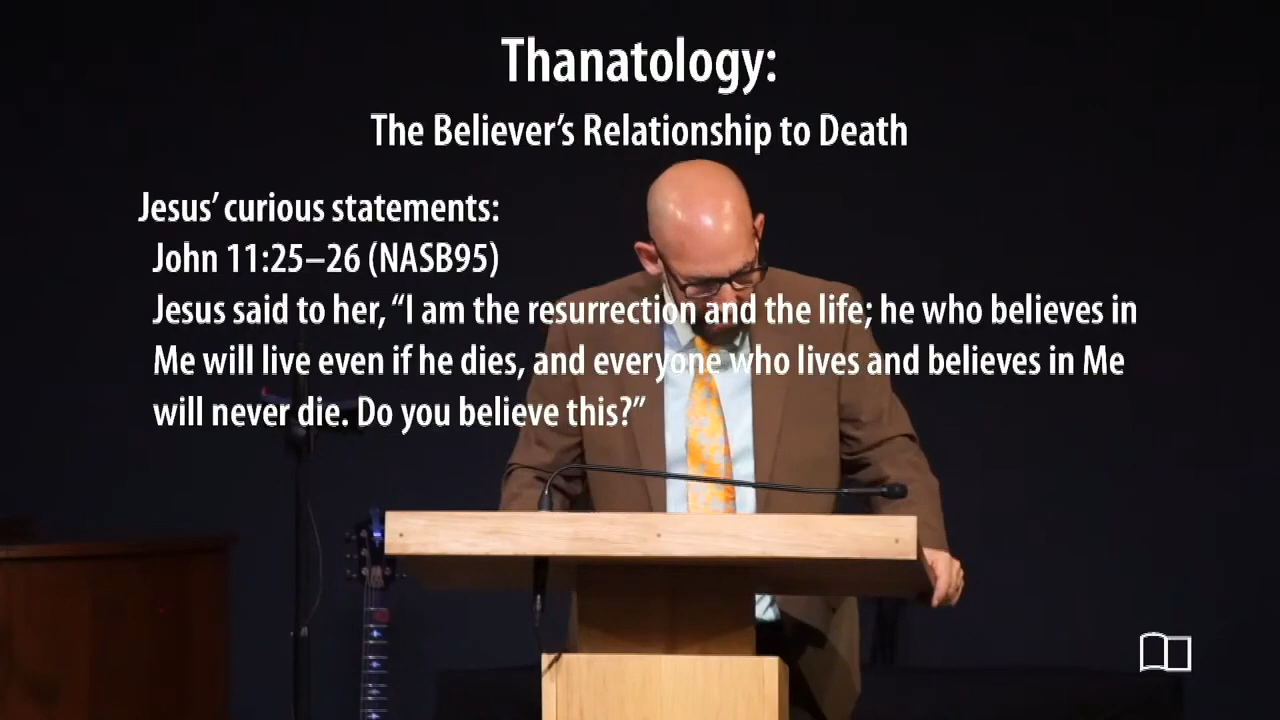 Thanatology:
The Believer’s Relationship to Death
Jesus’ curious statements:
John 11:25–26 (NASB95)
Jesus said to her, “I am the resurrection and the life; he who believes in
Me will live even if he dies, and everyone who lives and believes in Me
will never die. Do you believe this?”